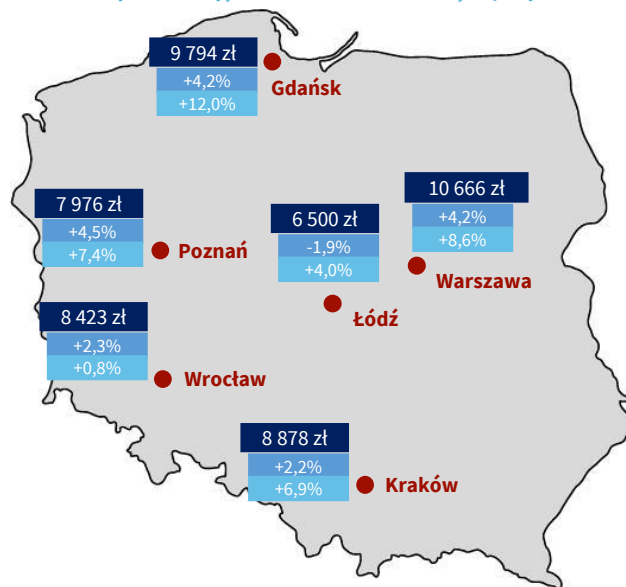 9 794 zł
+4,2%
+12,0%
Gdańsk
7 976 zł
+4,5%
+7,4%
Poznań
10 666 zł
+4,2%
+8,6%
Warszawa
6 500 zł
-1,9%
+4,0%
Łódź
8 423 zł
+2,3%
+0,8%
Wrocław
8 878 zł
+2,2%
+6,9%
Kraków